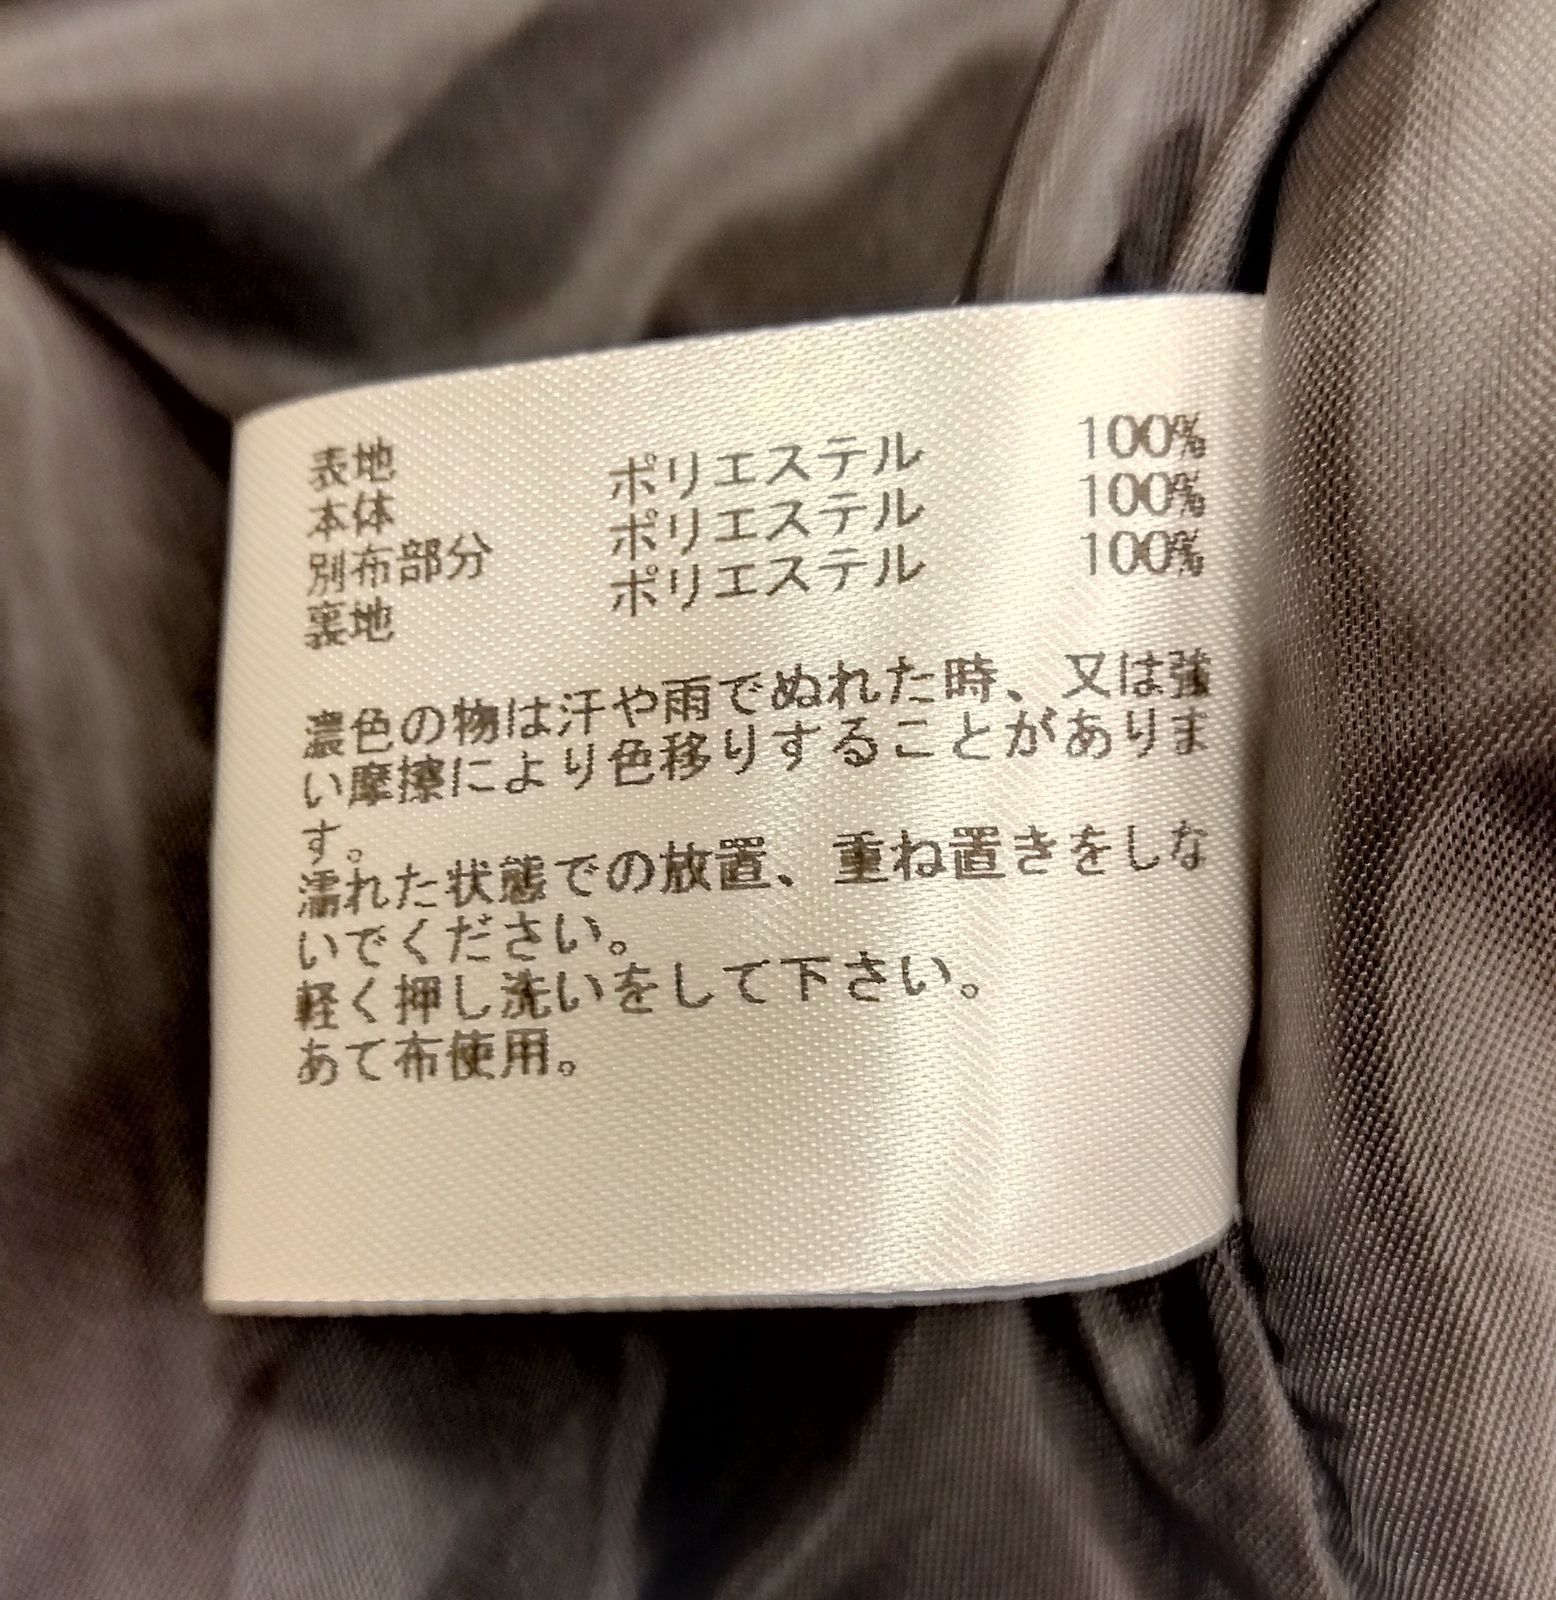 表地
本体 ポリエステル 100%
別布部分 ポリエステル 100%
裏地 ポリエステル 100%
濃色の物は汗や雨でぬれた時、又は強
い摩擦により色移りすることがありま
す。
濡れた状態での放置、重ね置きをしな
いでください。
軽く押し洗いをして下さい。
あて布使用。